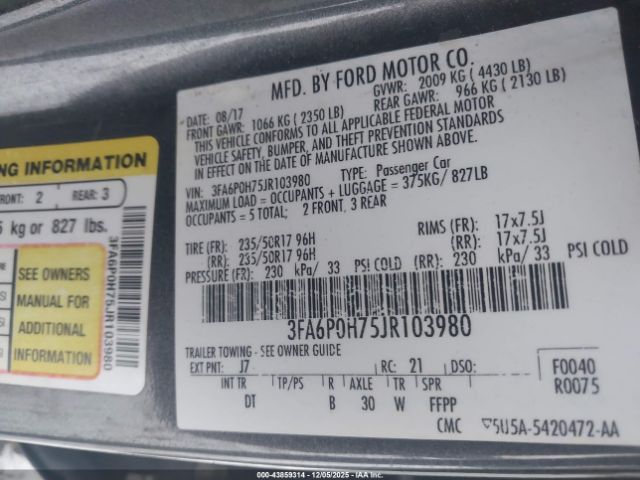 MFD. BY FORD MOTOR CO.
DATE: 08/17 GVWR: 2009 KG (4430 LB)
FRONT GAWR: 1066 KG (2350 LB) REAR GAWR: 966 KG (2130 LB)
THIS VEHICLE CONFORMS TO ALL APPLICABLE FEDERAL MOTOR
VEHICLE SAFETY, BUMPER, AND THEFT PREVENTION STANDARDS
IN EFFECT ON THE DATE OF MANUFACTURE SHOWN ABOVE.
VIN: 3FA6P0H75JR103980 TYPE: Passenger Car
MAXIMUM LOAD = OCCUPANTS + LUGGAGE = 375KG/ 827LB
OCCUPANTS = 5 TOTAL; 2 FRONT, 3 REAR
TIRE (FR): 235/50R17 96H RIMS (FR): 17x7.5J
(RR): 235/50R17 96H (RR): 17x7.5J
PRESSURE (FR): 230 kPa/ 33 PSI COLD (RR): 230 kPa/ 33 PSI COLD
3FA6P0H75JR103980
TRAILER TOWING - SEE OWNER GUIDE
EXT PNT: J7 RC: 21 DSO: F0040
INT TR TP/PS R AXLE TR SPR R0075
DT B 30 W FFPP
CMC 5U5A-5420472-AA
NG INFORMATION
FRONT: 2 REAR: 3
5 kg or 827 lbs.
SEE OWNERS
MANUAL FOR
ADDITIONAL
INFORMATION
3FA6P0H75JR103980
000-43859314 - 12/05/2025 - IAAI.COM